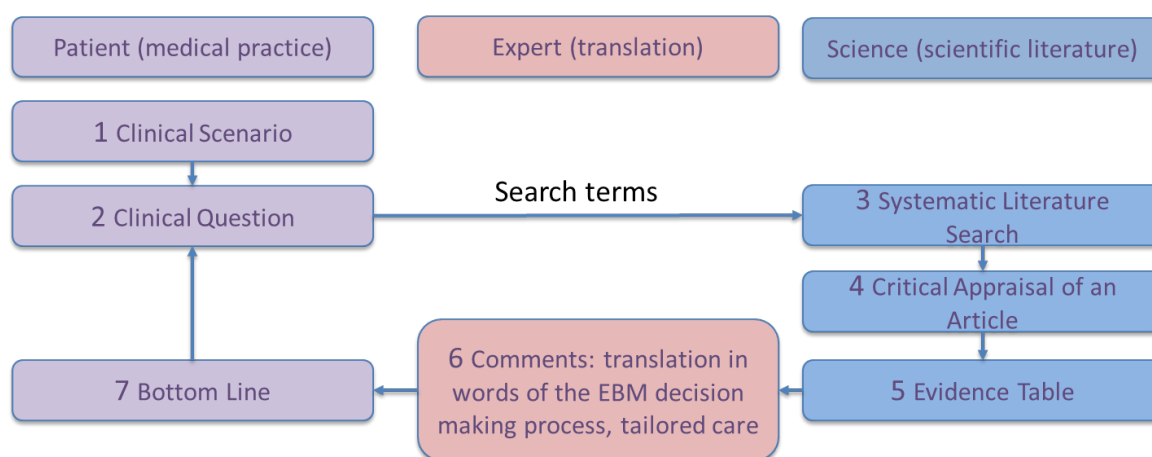 Patient (medical practice)
Expert (translation)
Science (scientific literature)
1 Clinical Scenario
2 Clinical Question
Search terms
3 Systematic Literature
Search
4 Critical Appraisal of an
Article
5 Evidence Table
6 Comments: translation in
words of the EBM decision
making process, tailored care
7 Bottom Line